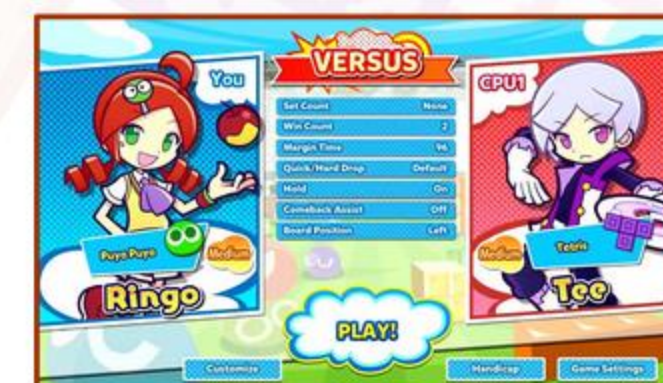 VERSUS
You
CPU1
Set Count None
Win Count 2
Margin Time 96
Quick/Hard Drop Default
Hold On
Comeback Assist Off
Board Position Left
Puyo Puyo
Medium
Ringo
Medium
Tetris
Tee
PLAY!
Customize
Handicap
Game Settings